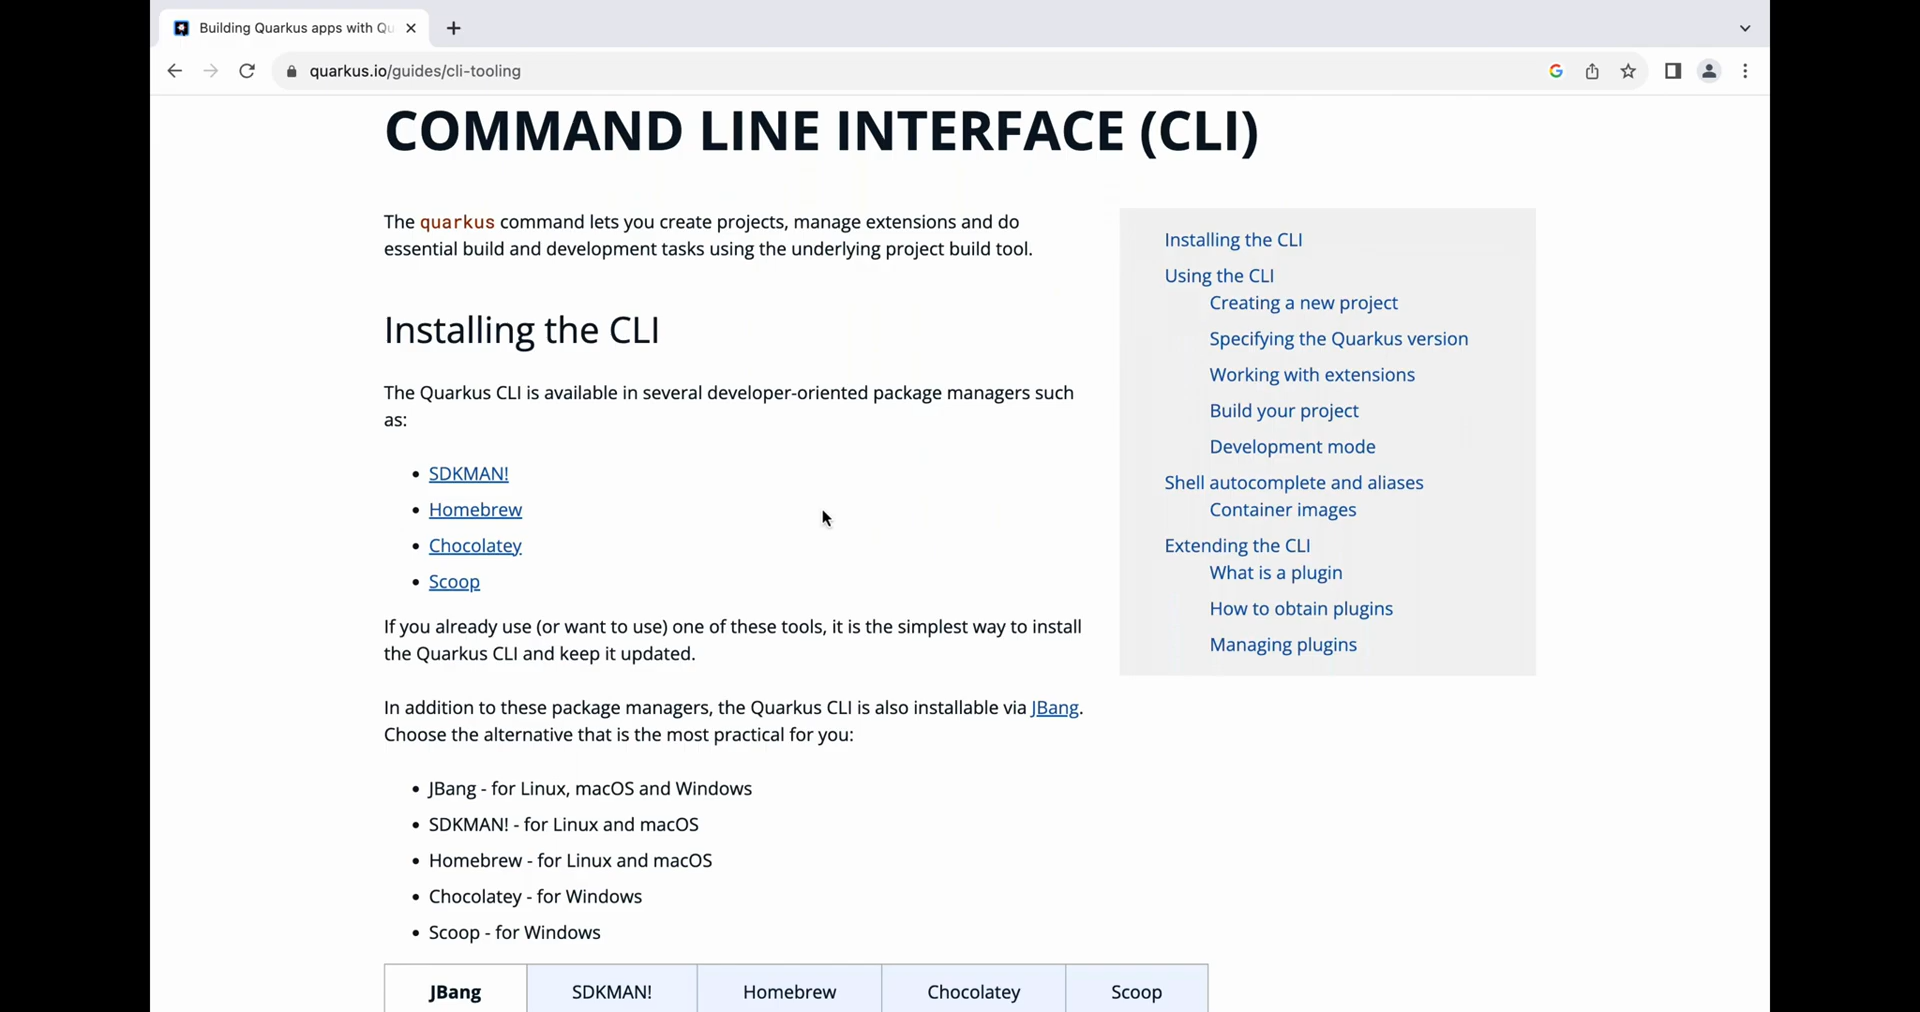 Building Quarkus apps with Qu
quarkus.io/guides/cli-tooling
COMMAND LINE INTERFACE (CLI)
The quarkus command lets you create projects, manage extensions and do
essential build and development tasks using the underlying project build tool.
Installing the CLI
The Quarkus CLI is available in several developer-oriented package managers such
as:
SDKMAN!
Homebrew
Chocolatey
Scoop
If you already use (or want to use) one of these tools, it is the simplest way to install
the Quarkus CLI and keep it updated.
In addition to these package managers, the Quarkus CLI is also installable via JBang.
Choose the alternative that is the most practical for you:
JBang - for Linux, macOS and Windows
SDKMAN! - for Linux and macOS
Homebrew - for Linux and macOS
Chocolatey - for Windows
Scoop - for Windows
JBang SDKMAN! Homebrew Chocolatey Scoop
Installing the CLI
Using the CLI
Creating a new project
Specifying the Quarkus version
Working with extensions
Build your project
Development mode
Shell autocomplete and aliases
Container images
Extending the CLI
What is a plugin
How to obtain plugins
Managing plugins